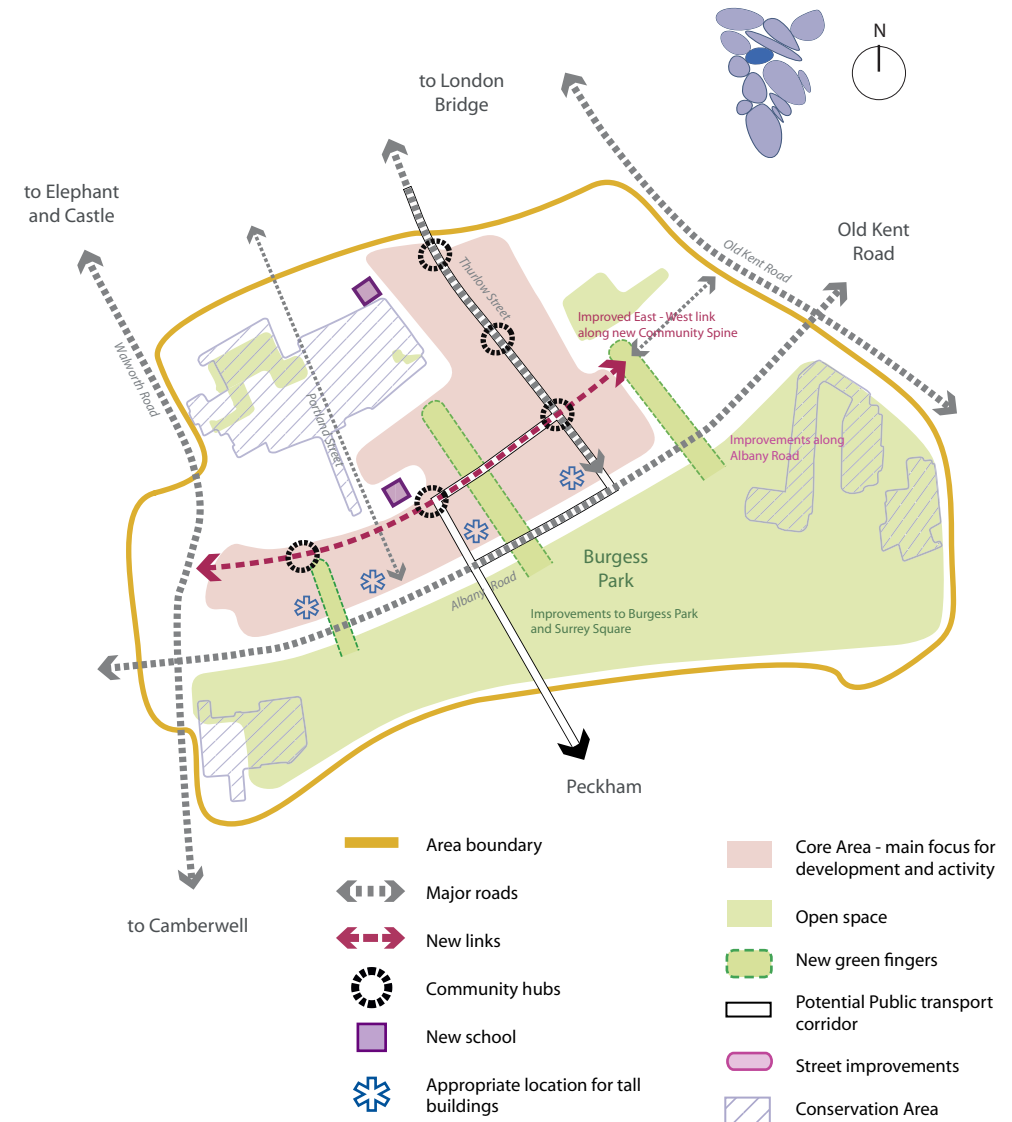 N
to London
Bridge
to Elephant
and Castle
Old Kent
Road
Old Kent Road
Thurlow Street
Improved East - West link
along new Community Spine
Walworth Road
Portland Street
Improvements along
Albany Road
Burgess
Park
Albany Road
Improvements to Burgess Park
and Surrey Square
Peckham
to Camberwell
Area boundary
Major roads
New links
Community hubs
New school
Appropriate location for tall
buildings
Core Area - main focus for
development and activity
Open space
New green fingers
Potential Public transport
corridor
Street improvements
Conservation Area